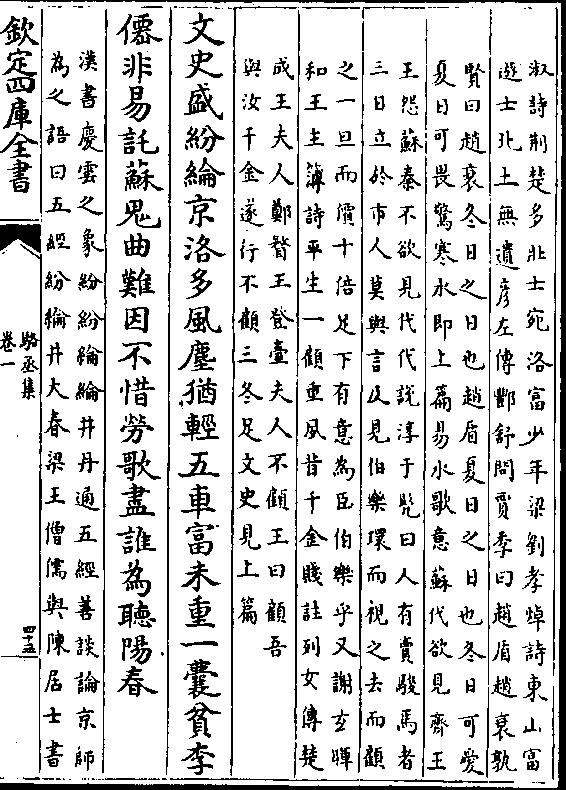 淑詩荆楚多壯士宛洛富少年梁劉孝焯詩東山富
遊士北土無遺彦左傳酆舒問賈季曰趙盾趙衰孰
賢曰趙衰冬日之日也趙盾夏日之日也冬日可愛
夏日可畏驚寒水即上篇易水歌意蘇代欲見齊王
王怨蘇秦不欲見代代說淳于髠曰人有賣駿馬者
三日立於市人莫與言及見伯樂環而視之去而顧
之一旦而價十倍足下有意為臣伯樂乎又謝玄暉
和王主簿詩平生一顧重夙昔千金賤註列女傳楚
成王夫人鄭瞀王登臺夫人不顧王曰顧吾
與汝千金遂行不顧三冬足文史見上篇
文史盛紛綸京洛多風塵猶輕五車富未重一囊貧李
僊非易託蘇鬼曲難因不惜勞歌盡誰為聽陽春
漢書慶雲之象紛紛綸綸井丹通五經善談論京師
為之語曰五經紛綸井大春梁王僧儒與陳居士書
欽定四庫全書
駱丞集
卷一
四十五